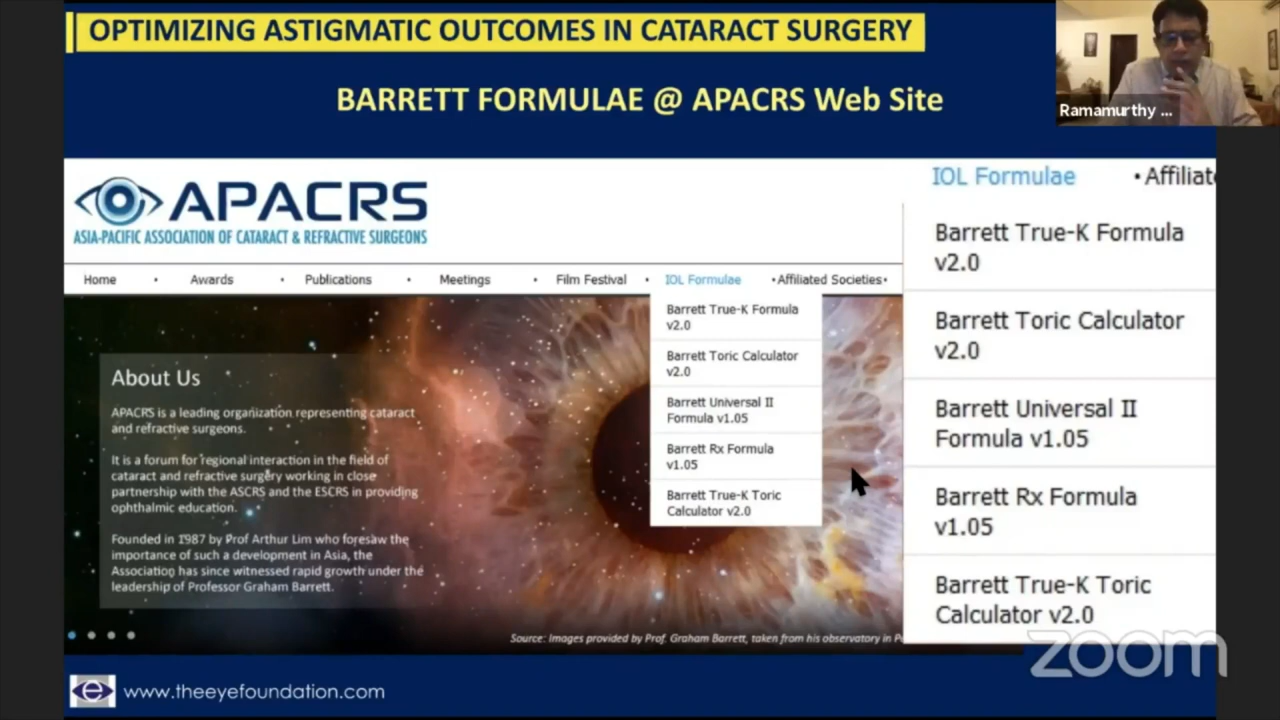 OPTIMIZING ASTIGMATIC OUTCOMES IN CATARACT SURGERY
BARRETT FORMULAE @ APACRS Web Site
Ramamurthy ...
APACRS
ASIA-PACIFIC ASSOCIATION OF CATARACT & REFRACTIVE SURGEONS
Home • Awards • Publications • Meetings • Film Festival • IOL Formulae • Affiliated Societies •
Barrett True-K Formula
v2.0
Barrett Toric Calculator
v2.0
Barrett Universal II
Formula v1.05
Barrett Rx Formula
v1.05
Barrett True-K Toric
Calculator v2.0
About Us
APACRS is a leading organization representing cataract
and refractive surgeons.
It is a forum for regional interaction in the field of
cataract and refractive surgery working in close
partnership with the ASCRS and the ESCRS in providing
ophthalmic education.
Founded in 1987 by Prof Arthur Lim who foresaw the
importance of such a development in Asia, the
Association has since witnessed rapid growth under the
leadership of Professor Graham Barrett.
Source: Images provided by Prof. Graham Barrett, taken from his observatory in
IOL Formulae • Affiliate
Barrett True-K Formula
v2.0
Barrett Toric Calculator
v2.0
Barrett Universal II
Formula v1.05
Barrett Rx Formula
v1.05
Barrett True-K Toric
Calculator v2.0
zoom
www.theeyefoundation.com